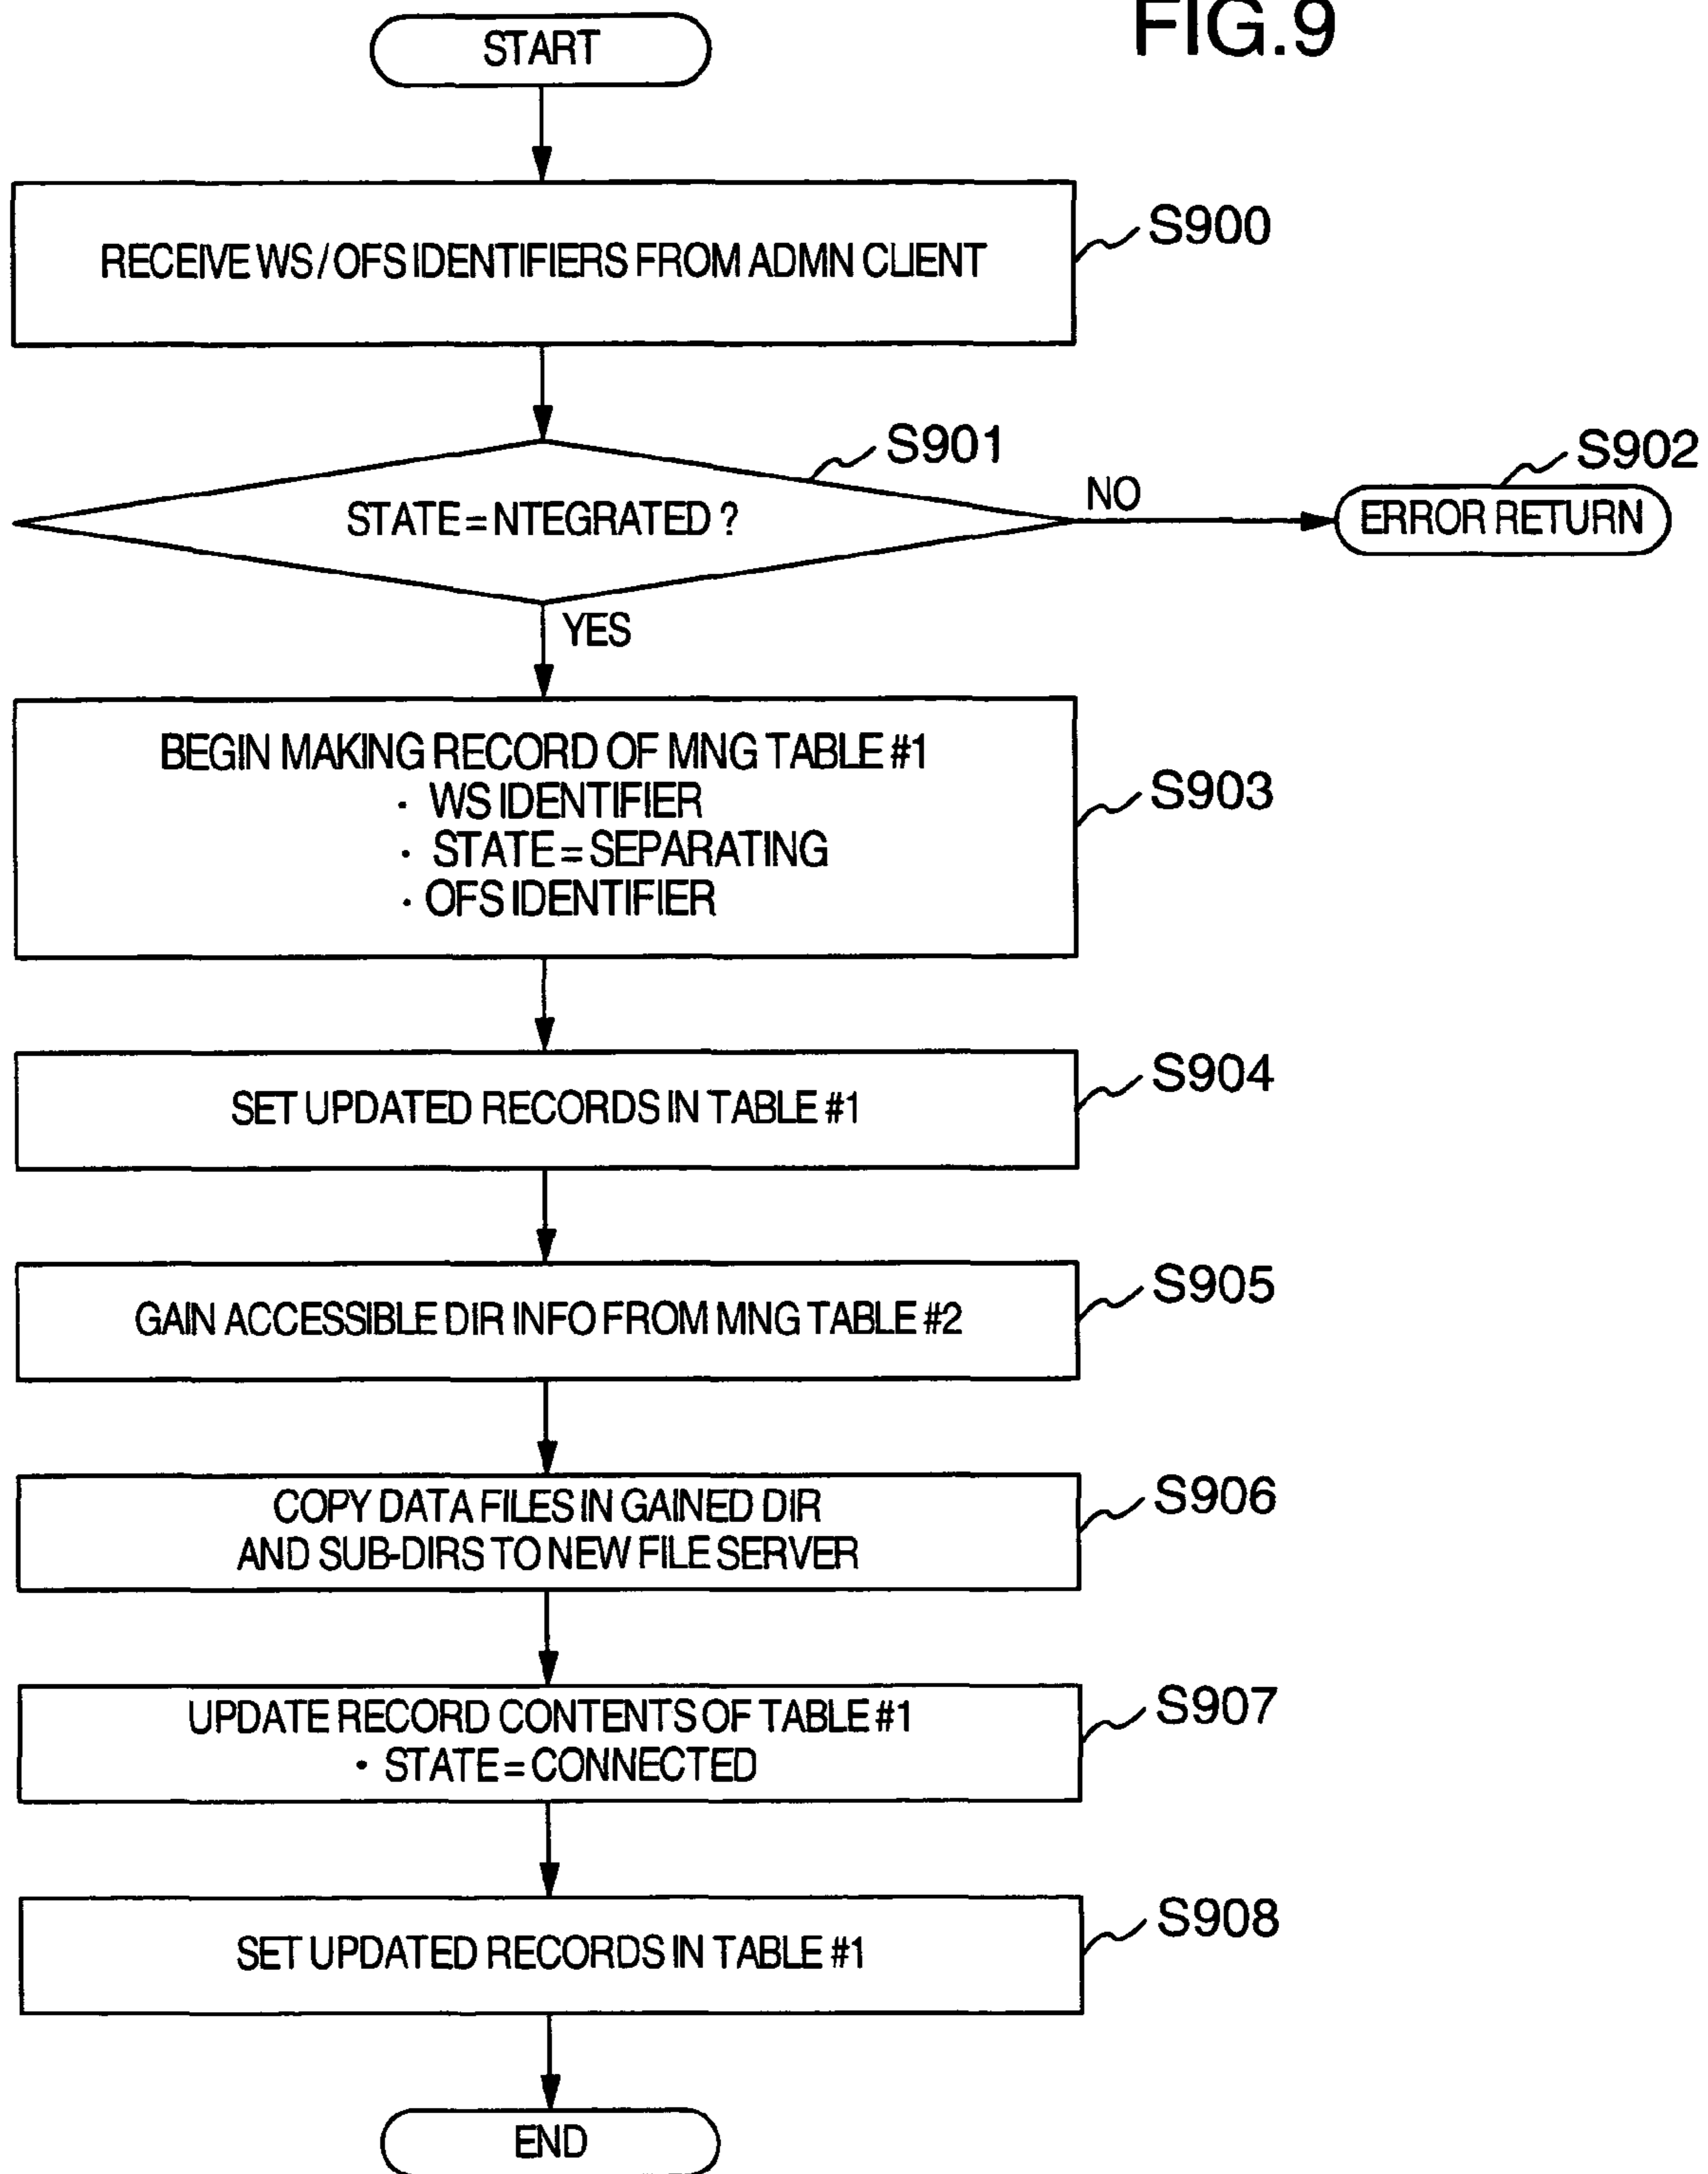 FIG.9
START
RECEIVE WS/OFS IDENTIFIERS FROM ADMN CLIENT
S900
S901
STATE=NTEGRATED?
NO
S902
ERROR RETURN
YES
BEGIN MAKING RECORD OF MNG TABLE #1
· WS IDENTIFIER
· STATE=SEPARATING
· OFS IDENTIFIER
S903
SET UPDATED RECORDS IN TABLE #1
S904
GAIN ACCESSIBLE DIR INFO FROM MNG TABLE #2
S905
COPY DATA FILES IN GAINED DIR
AND SUB-DIRS TO NEW FILE SERVER
S906
UPDATE RECORD CONTENTS OF TABLE #1
· STATE=CONNECTED
S907
SET UPDATED RECORDS IN TABLE #1
S908
END